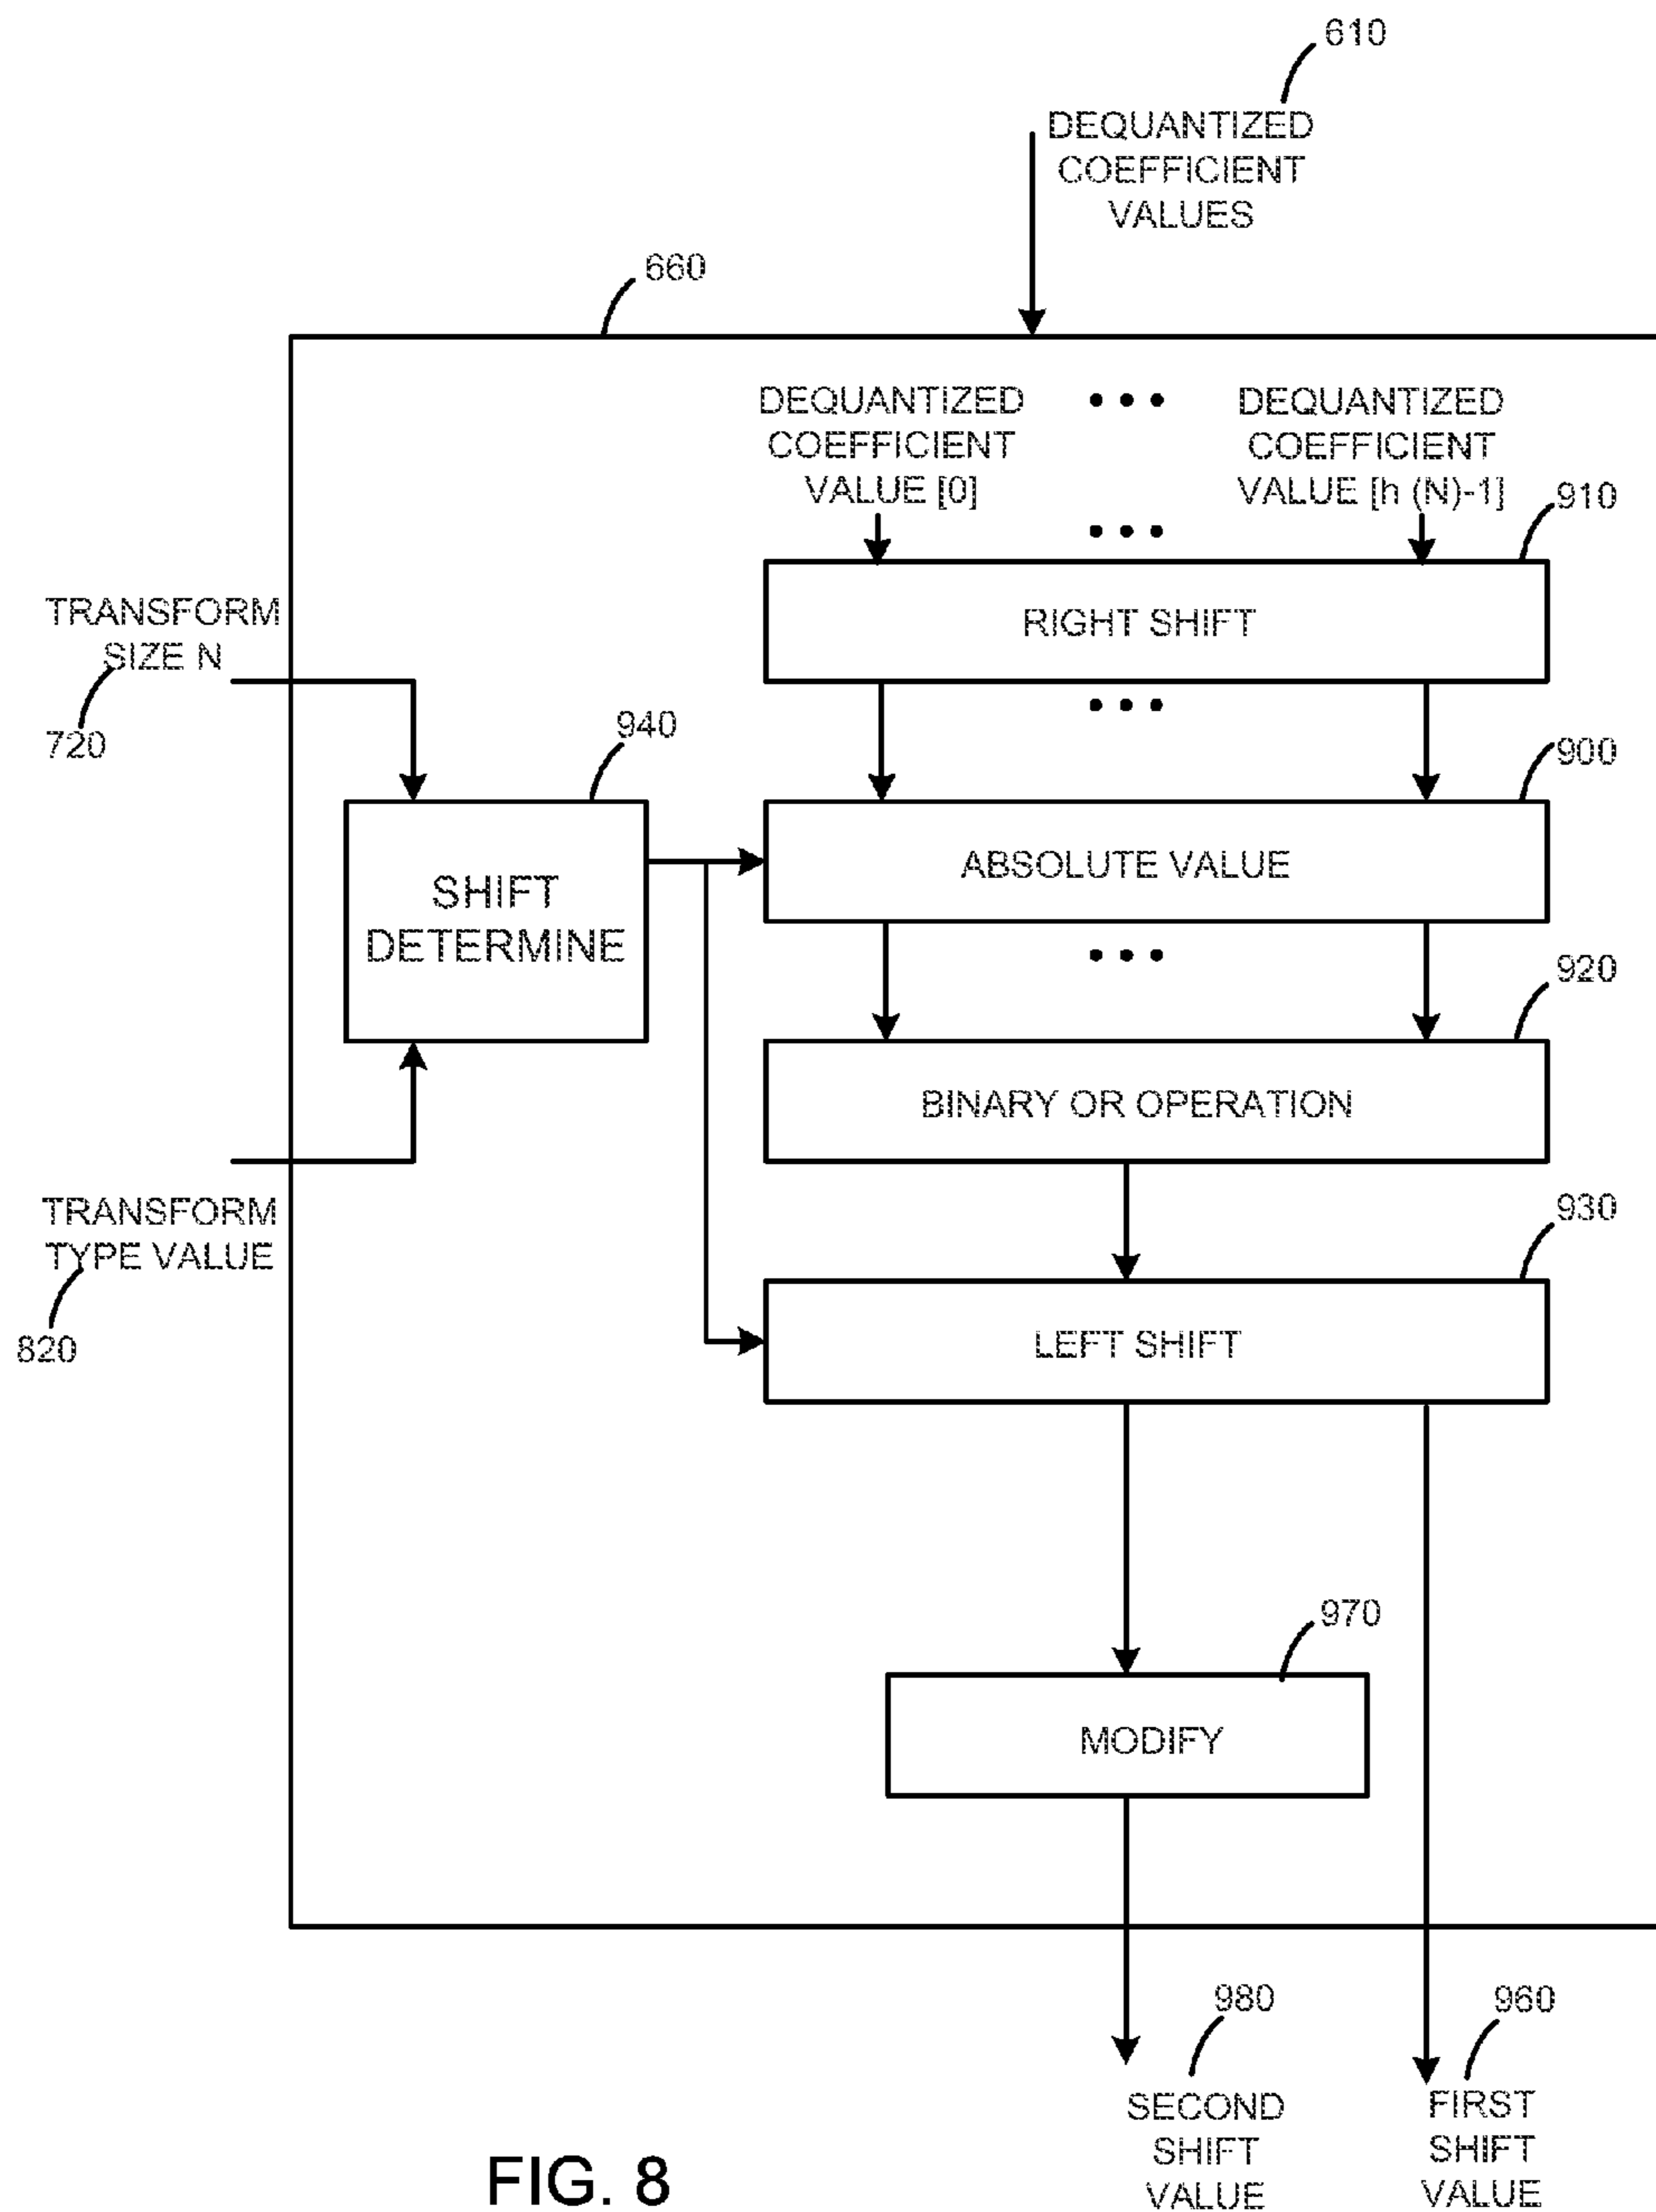 610
DEQUANTIZED
COEFFICIENT
VALUES
660
DEQUANTIZED
COEFFICIENT
VALUE [0]
DEQUANTIZED
COEFFICIENT
VALUE [h (N)-1]
910
RIGHT SHIFT
TRANSFORM
SIZE N
720
940
SHIFT
DETERMINE
900
ABSOLUTE VALUE
920
BINARY OR OPERATION
TRANSFORM
TYPE VALUE
820
930
LEFT SHIFT
970
MODIFY
980
SECOND
SHIFT
VALUE
960
FIRST
SHIFT
VALUE
FIG. 8